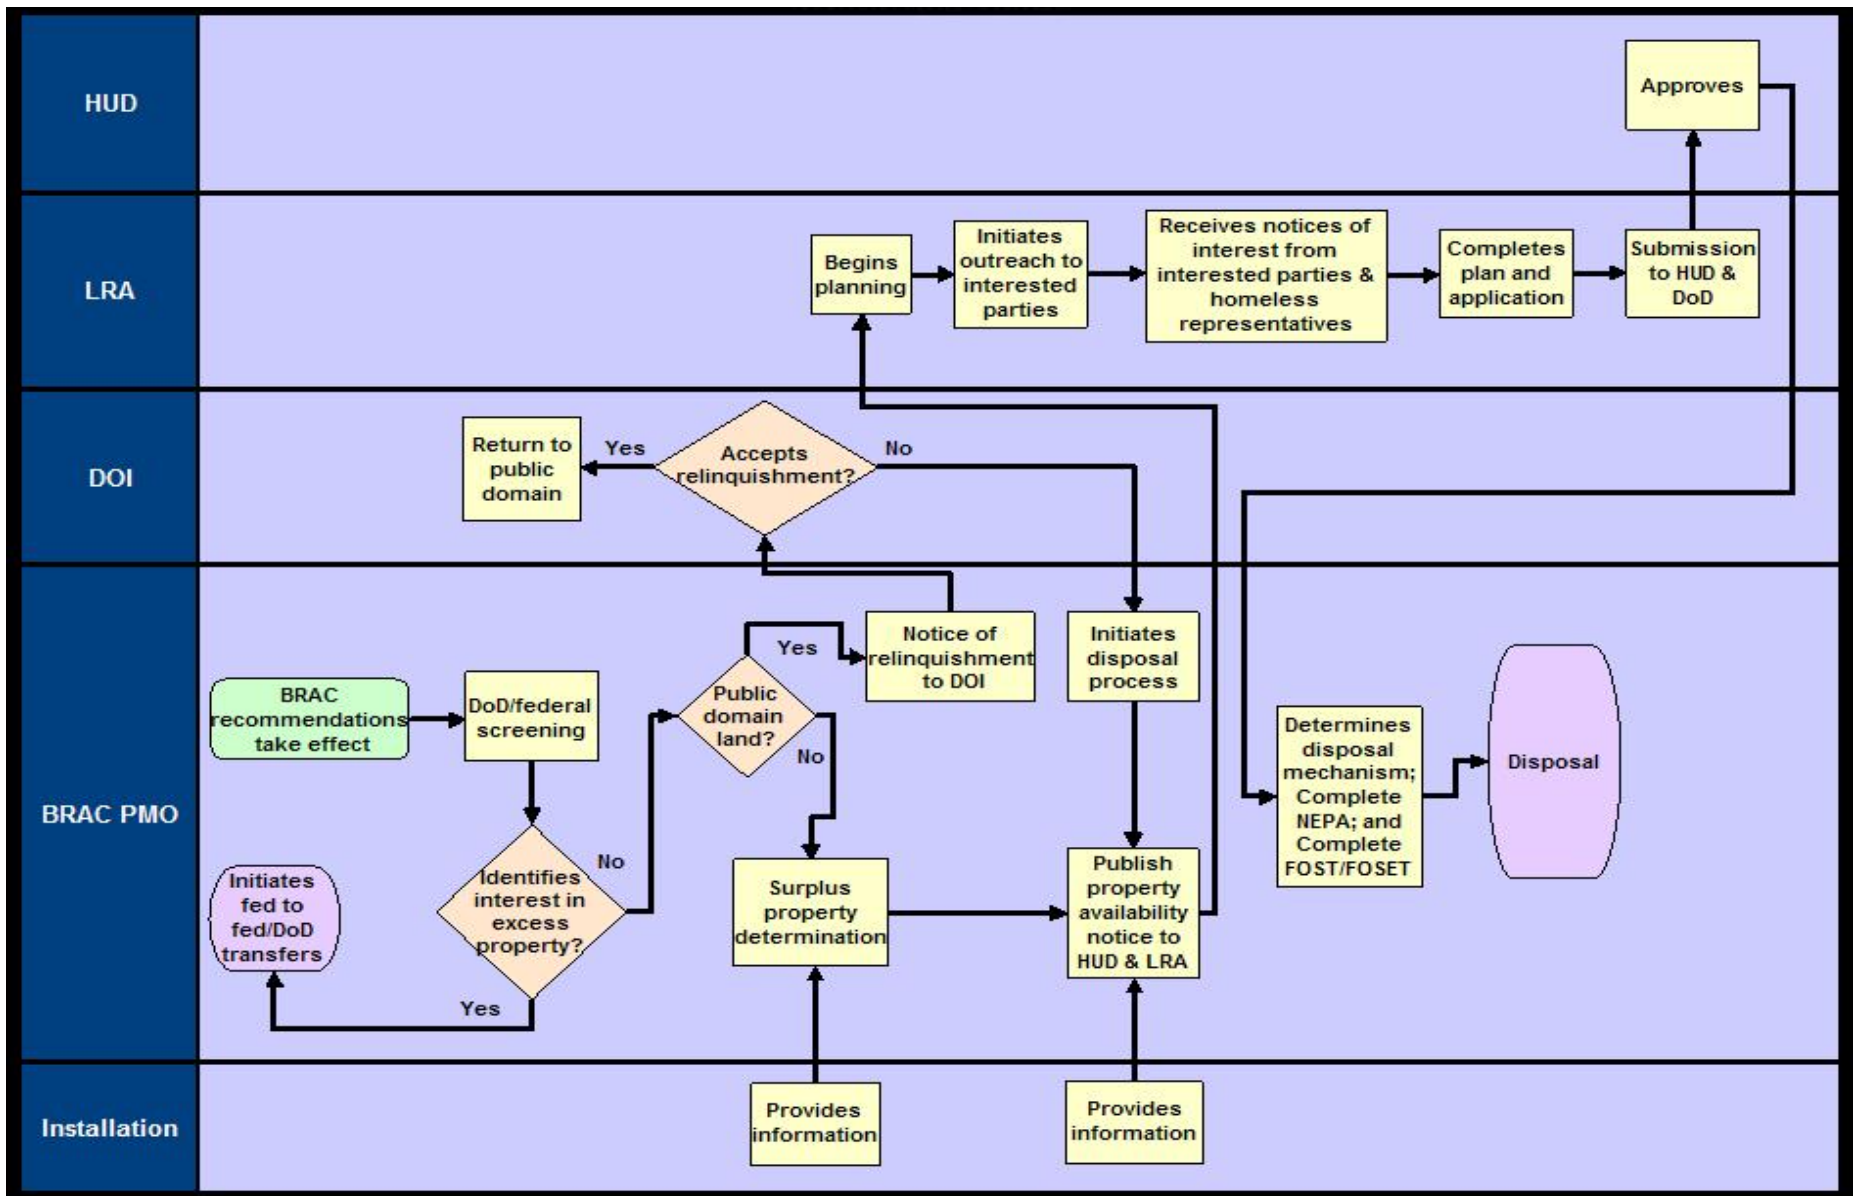 HUD
Approves
LRA
Begins
planning
Initiates
outreach to
interested
parties
Receives notices of
interest from
interested parties &
homeless
representatives
Completes
plan and
application
Submission
to HUD &
DoD
DOI
Return to
public
domain
Yes
Accepts
relinquishment?
No
BRAC PMO
BRAC
recommendations
take effect
DoD/federal
screening
Identifies
interest in
excess
property?
No
Yes
Initiates
fed to
fed/DoD
transfers
Public
domain
land?
Yes
No
Notice of
relinquishment
to DOI
Surplus
property
determination
Initiates
disposal
process
Publish
property
availability
notice to
HUD & LRA
Determines
disposal
mechanism;
Complete
NEPA; and
Complete
FOST/FOSET
Disposal
Installation
Provides
information
Provides
information